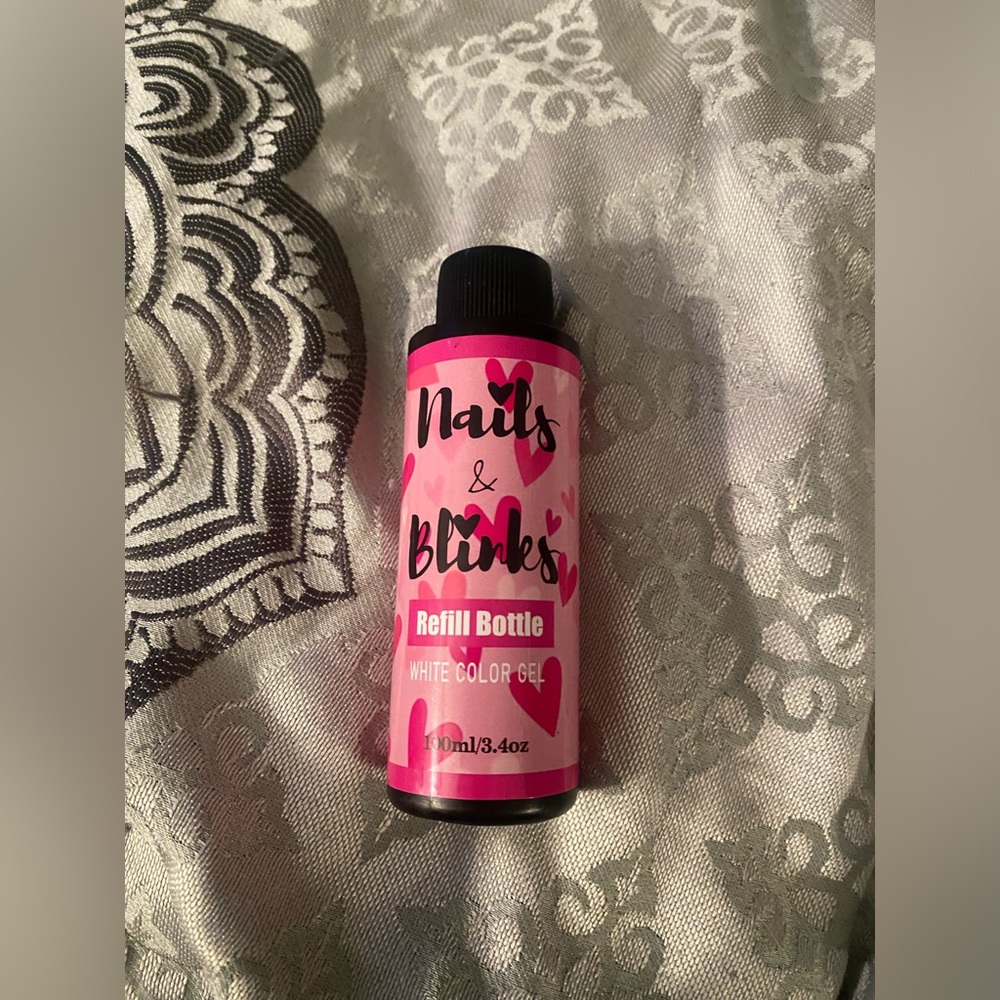 Nails
&
Blinks
Refill Bottle
WHITE COLOR GEL
100ml/3.4oz